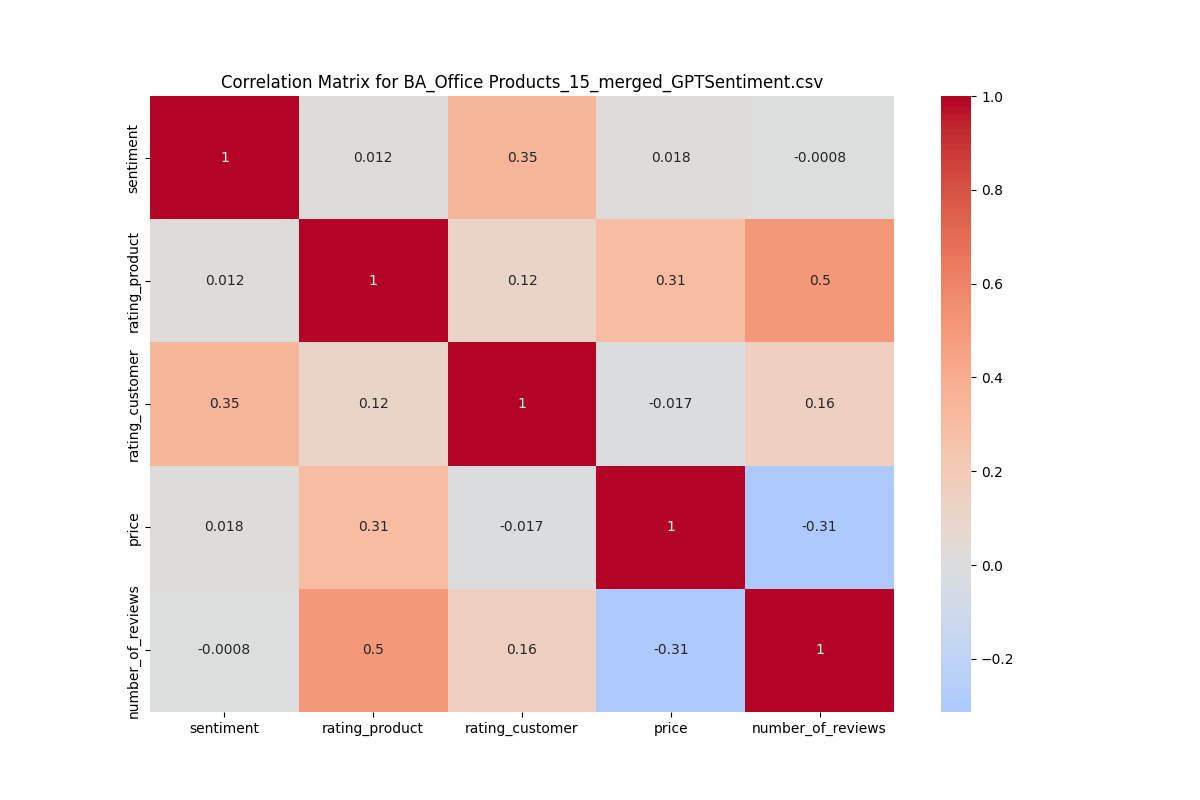 Correlation Matrix for BA_Office Products_15_merged_GPTSentiment.csv
sentiment
1
0.012
0.35
0.018
-0.0008
rating_product
0.012
1
0.12
0.31
0.5
rating_customer
0.35
0.12
1
-0.017
0.16
price
0.018
0.31
-0.017
1
-0.31
number_of_reviews
-0.0008
0.5
0.16
-0.31
1
sentiment
rating_product
rating_customer
price
number_of_reviews
1.0
0.8
0.6
0.4
0.2
0.0
−0.2